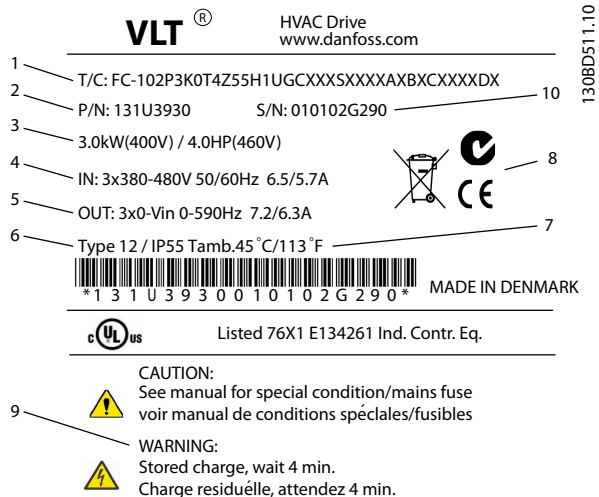 VLT ®
HVAC Drive
www.danfoss.com
130BD511.10
1
T/C: FC-102P3K0T4Z55H1UGCXXXSXXXXAXBXCXXXXDX
2
P/N: 131U3930 S/N: 010102G290
10
3
3.0kW(400V) / 4.0HP(460V)
4
IN: 3x380-480V 50/60Hz 6.5/5.7A
8
CE
5
OUT: 3x0-Vin 0-590Hz 7.2/6.3A
6
Type 12 / IP55 Tamb.45˚C/113˚F
7
*131U3930010102G290*
MADE IN DENMARK
c UL us
Listed 76X1 E134261 Ind. Contr. Eq.
CAUTION:
See manual for special condition/mains fuse
voir manual de conditions spéclales/fusibles
9
WARNING:
Stored charge, wait 4 min.
Charge residuélle, attendez 4 min.